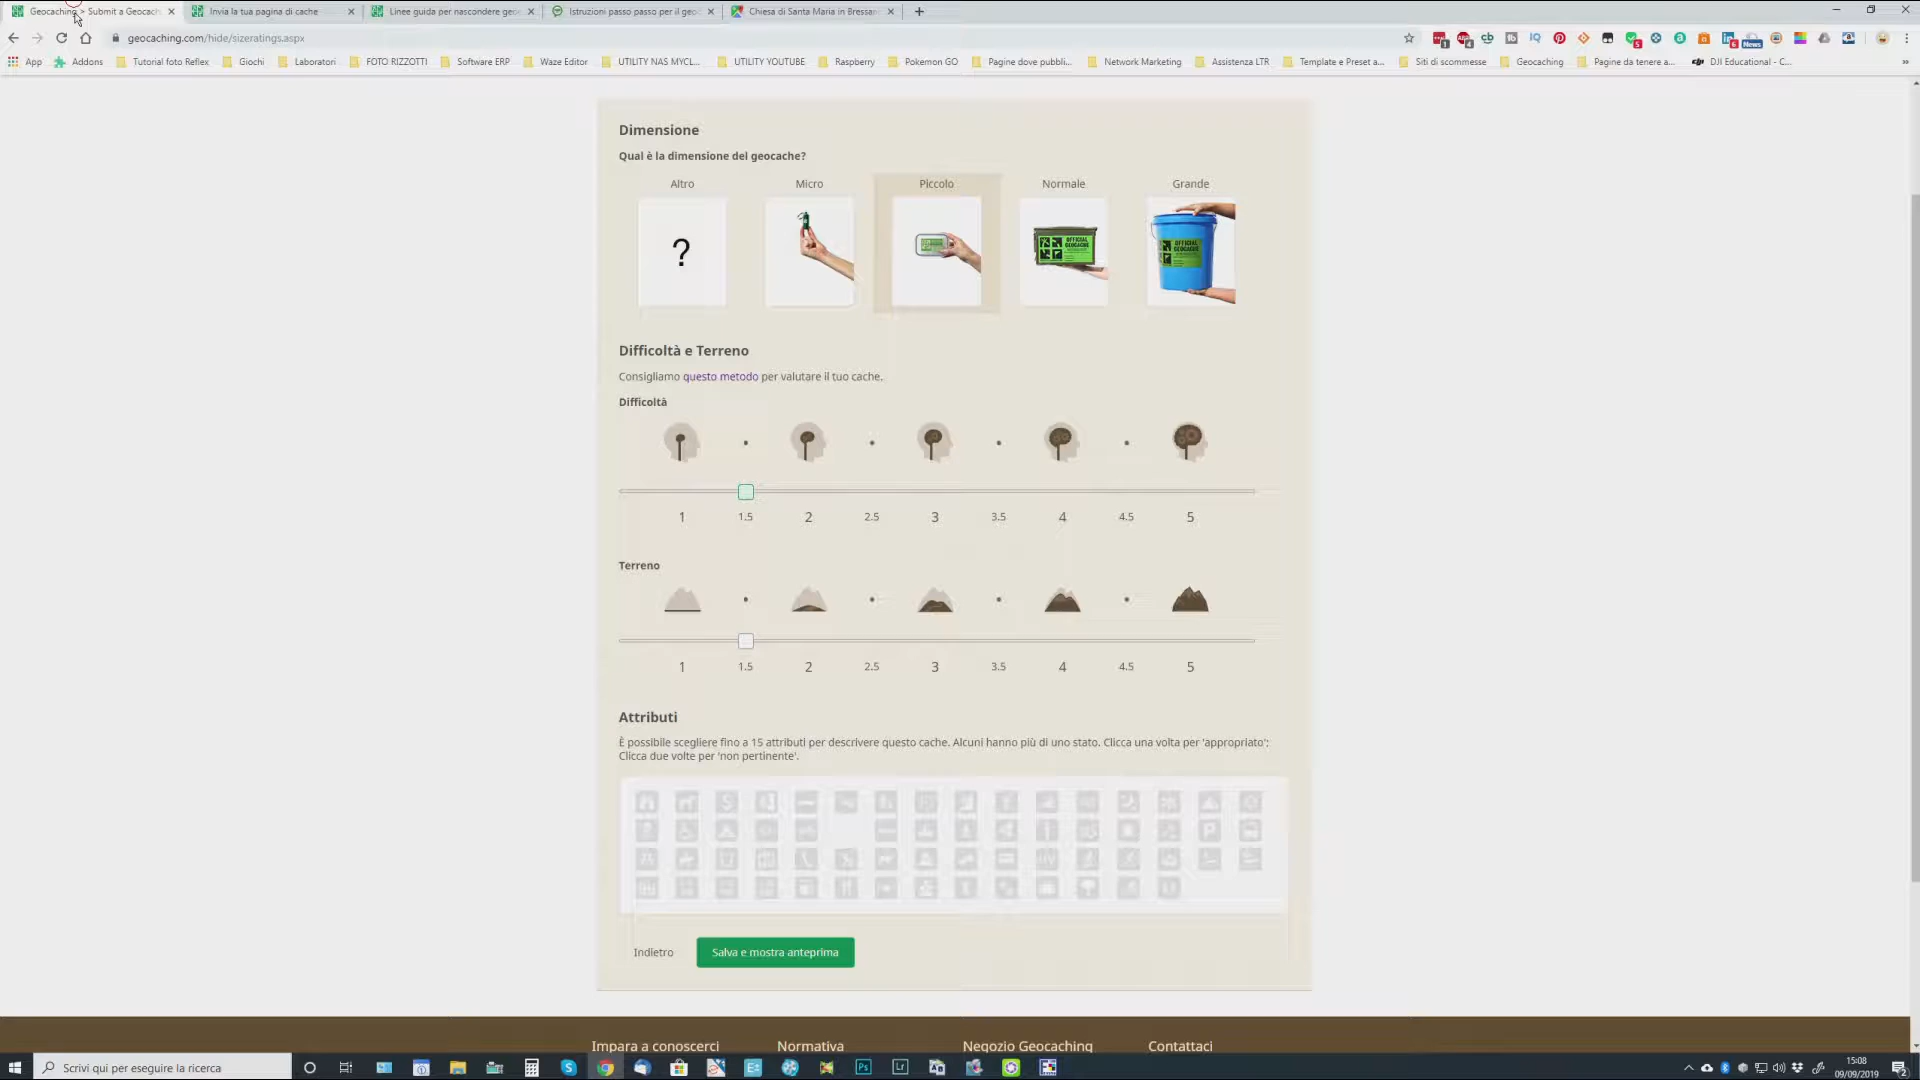 Geocaching > Submit a Geocach
Invia la tua pagina di cache
Linee guida per nascondere geoc
Istruzioni passo passo per il geoc
Chiesa di Santa Maria in Bressan
geocaching.com/hide/sizeratings.aspx
App
Addons
Tutorial foto Reflex
Giochi
Laboratori
FOTO RIZZOTTI
Software ERP
Waze Editor
UTILITY NAS MYCL...
UTILITY YOUTUBE
Raspberry
Pokemon GO
Pagine dove pubbli...
Network Marketing
Assistenza LTR
Template e Preset a...
Siti di scommesse
Geocaching
Pagine da tenere a...
DJI Educational - C...
Dimensione
Qual è la dimensione del geocache?
Altro Micro Piccolo Normale Grande
?
OFFICIAL GEOCACHE
OFFICIAL GEOCACHE
Difficoltà e Terreno
Consigliamo questo metodo per valutare il tuo cache.
Difficoltà
1 1.5 2 2.5 3 3.5 4 4.5 5
Terreno
1 1.5 2 2.5 3 3.5 4 4.5 5
Attributi
È possibile scegliere fino a 15 attributi per descrivere questo cache. Alcuni hanno più di uno stato. Clicca una volta per 'appropriato';
Clicca due volte per 'non pertinente'.
Indietro
Salva e mostra anteprima
Impara a conoscerci Normativa Negozio Geocaching Contattaci
Scrivi qui per eseguire la ricerca
Ps
Lr
15:08
09/09/2019